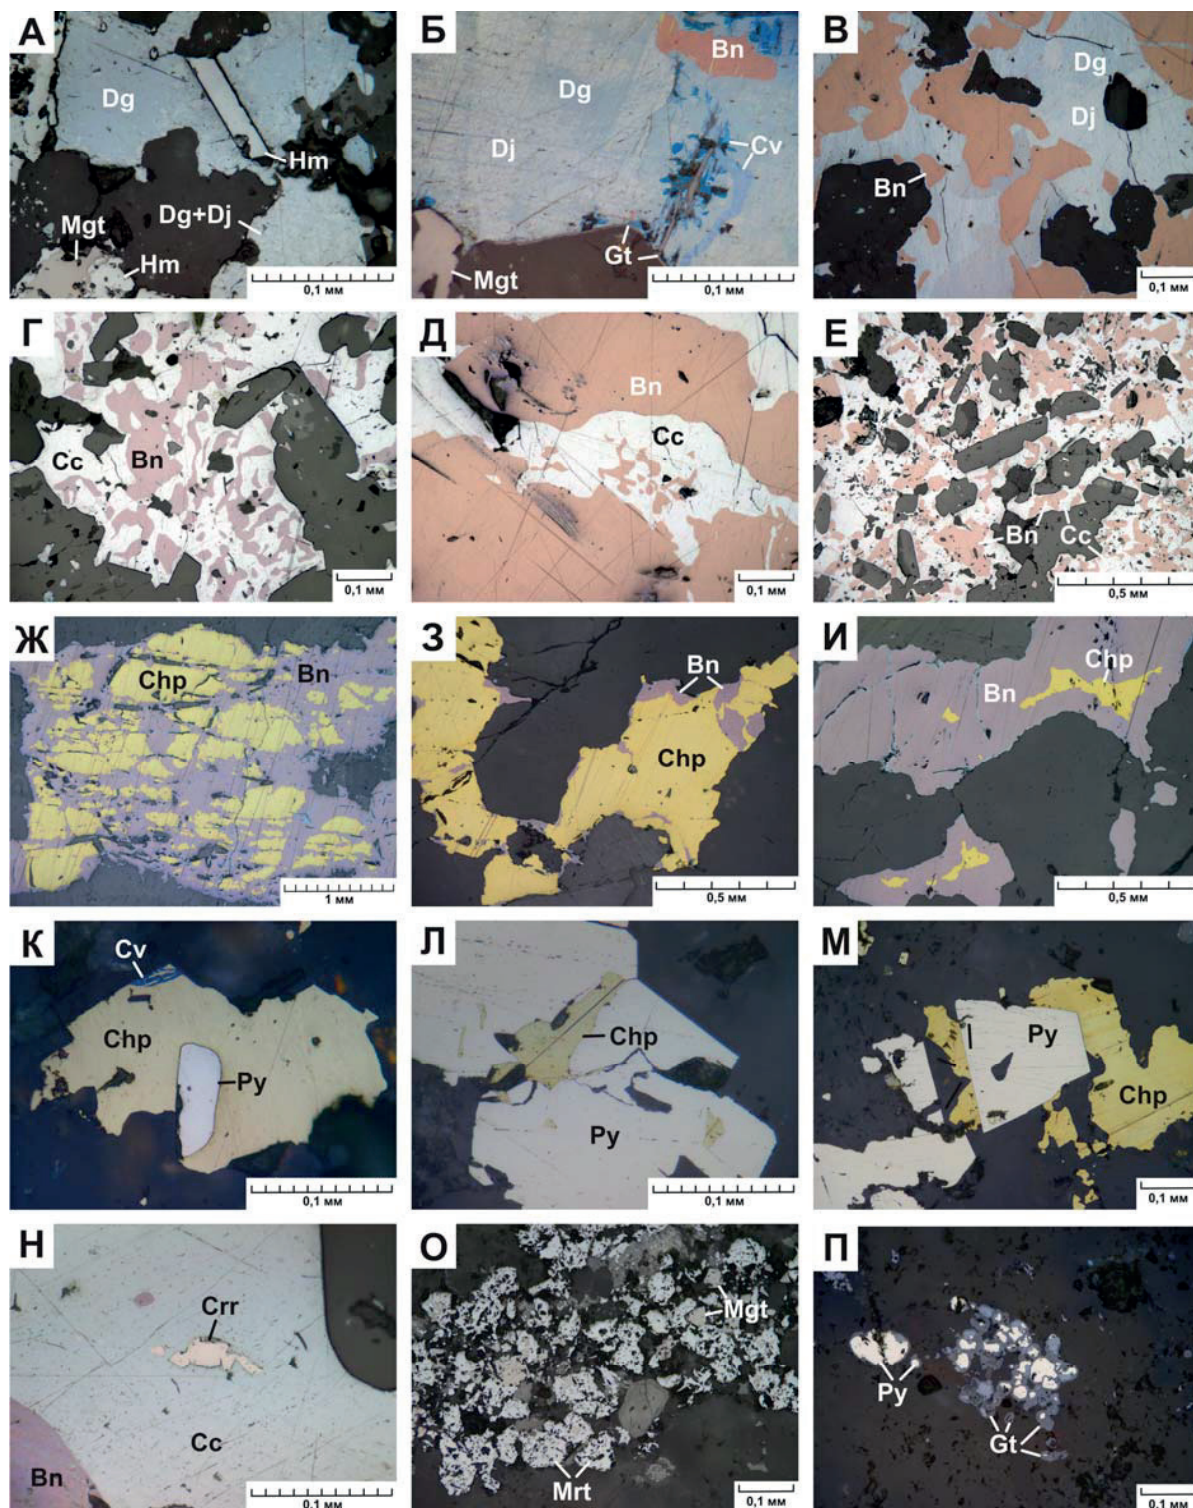 А
Dg
Hm
Dg+Dj
Mgt
Hm
0,1 мм
Б
Bn
Dg
Dj
Cv
Gt
Mgt
0,1 мм
В
Dg
Dj
Bn
0,1 мм
Г
Cc
Bn
0,1 мм
Д
Bn
Cc
0,1 мм
Е
Bn
Cc
0,5 мм
Ж
Chp
Bn
1 мм
З
Bn
Chp
0,5 мм
И
Chp
Bn
0,5 мм
К
Cv
Chp
Py
0,1 мм
Л
Chp
Py
0,1 мм
М
Py
Chp
0,1 мм
Н
Crr
Cc
Bn
0,1 мм
О
Mgt
Mrt
0,1 мм
П
Py
Gt
0,1 мм